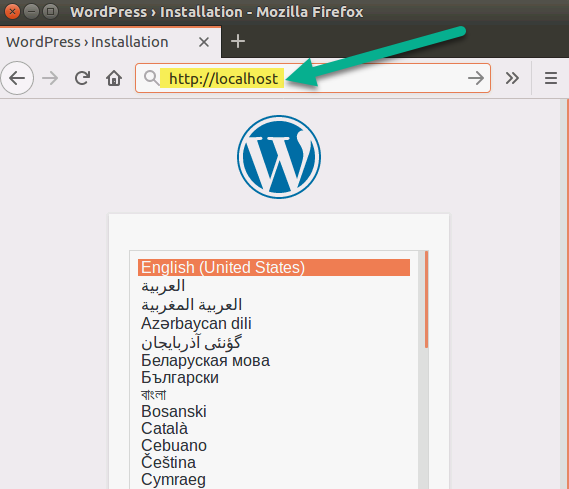 WordPress › Installation - Mozilla Firefox
WordPress › Installation
http://localhost
English (United States)
العربية
العربية المغربية
Azərbaycan dili
گؤنئی آذربایجان
Беларуская мова
Български
বাংলা
Bosanski
Català
Cebuano
Čeština
Cymraeg